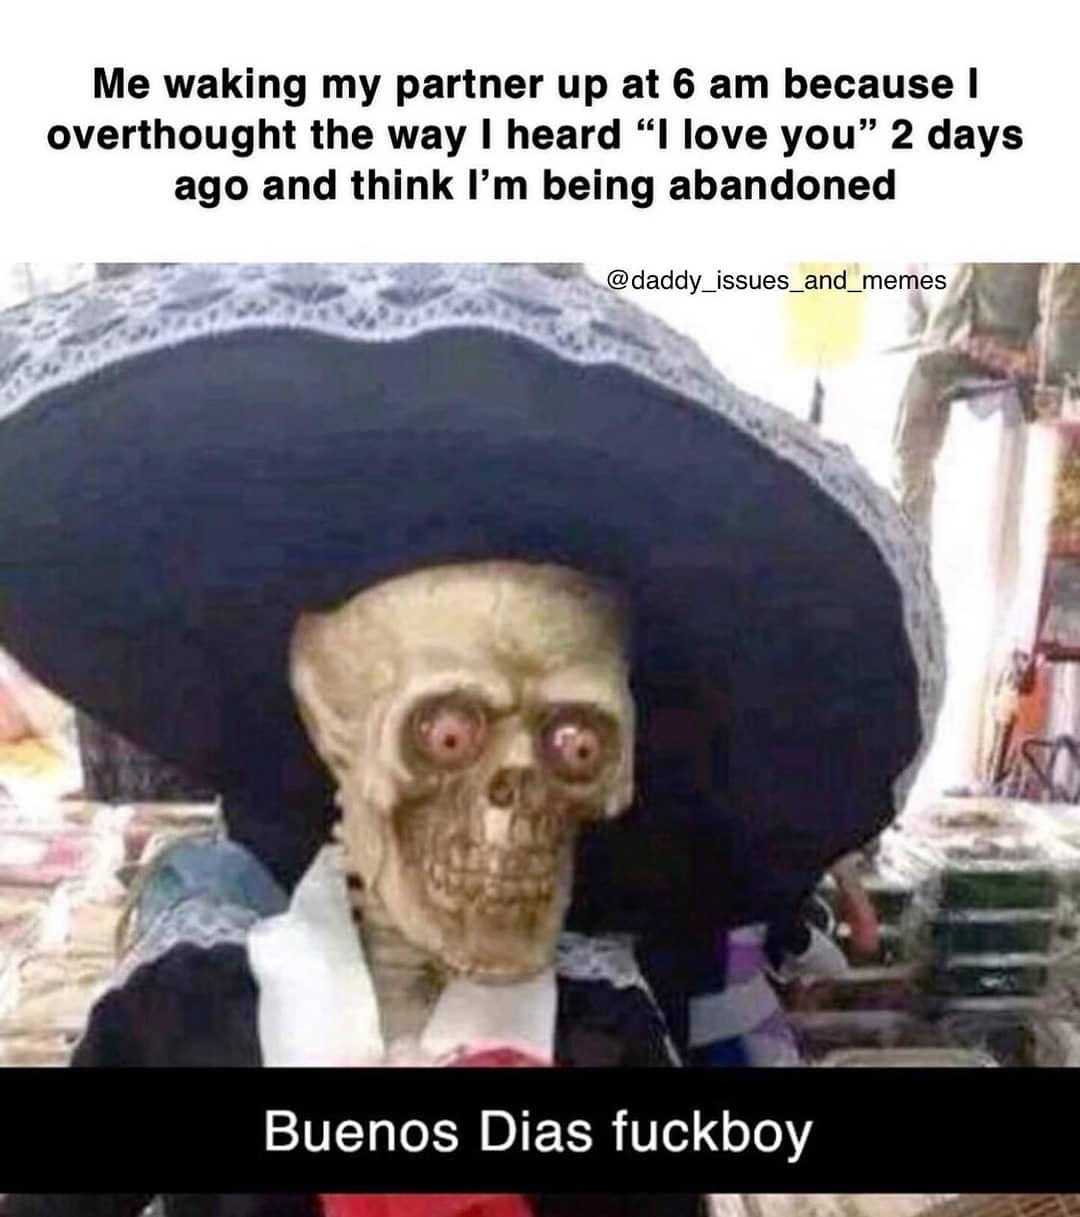 Me waking my partner up at 6 am because I
overthought the way I heard “I love you” 2 days
ago and think I’m being abandoned
@daddy_issues_and_memes
Buenos Dias fuckboy